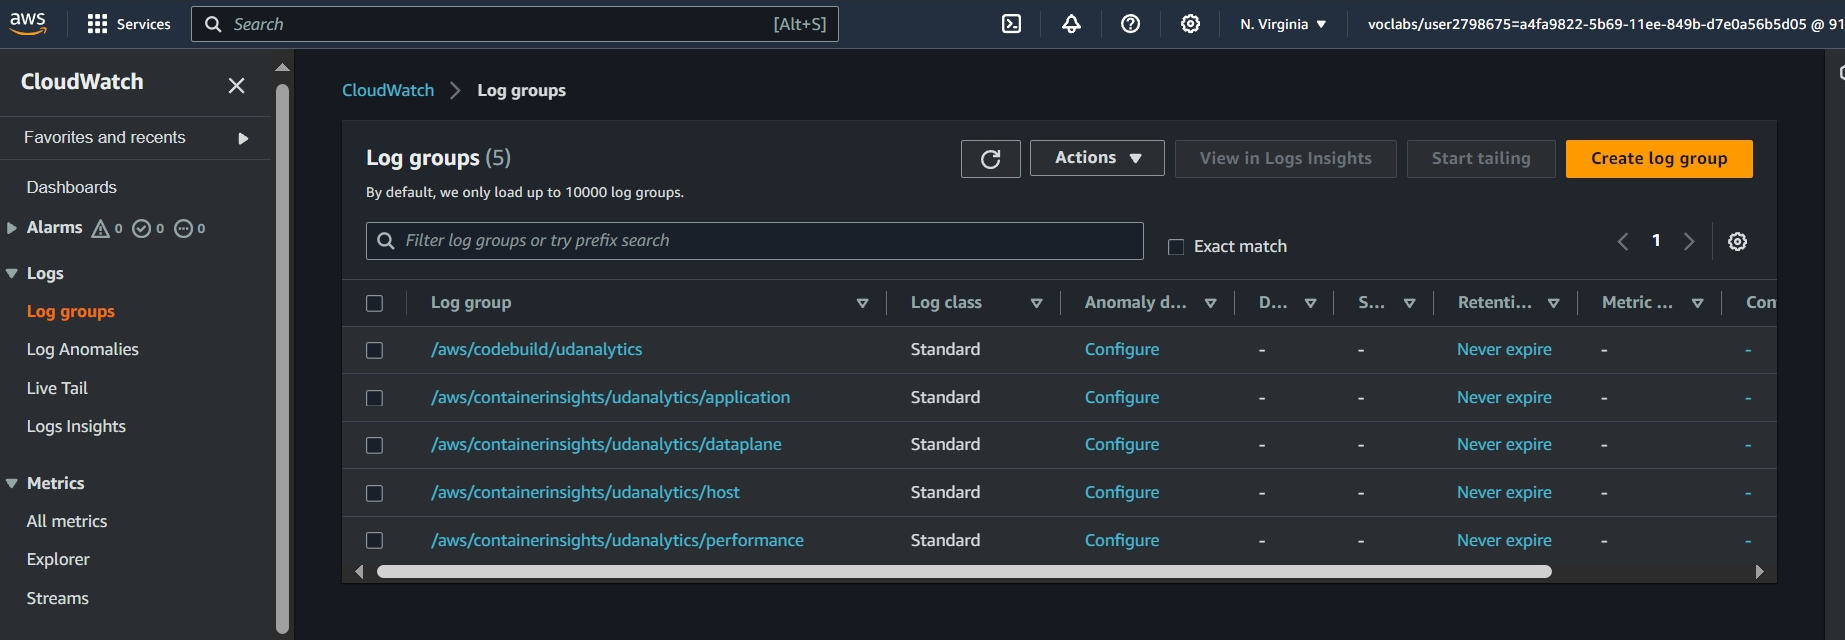 aws
Services
Search [Alt+S]
N. Virginia
voclabs/user2798675=a4fa9822-5b69-11ee-849b-d7e0a56b5d05 @ 91
CloudWatch
Favorites and recents
Dashboards
Alarms 0 0 0
Logs
Log groups
Log Anomalies
Live Tail
Logs Insights
Metrics
All metrics
Explorer
Streams
CloudWatch > Log groups
Log groups (5)
By default, we only load up to 10000 log groups.
Actions
View in Logs Insights
Start tailing
Create log group
Filter log groups or try prefix search
Exact match
1
Log group Log class Anomaly d... D... S... Retenti... Metric ... Con
/aws/codebuild/udanalytics Standard Configure - - Never expire - -
/aws/containerinsights/udanalytics/application Standard Configure - - Never expire - -
/aws/containerinsights/udanalytics/dataplane Standard Configure - - Never expire - -
/aws/containerinsights/udanalytics/host Standard Configure - - Never expire - -
/aws/containerinsights/udanalytics/performance Standard Configure - - Never expire - -